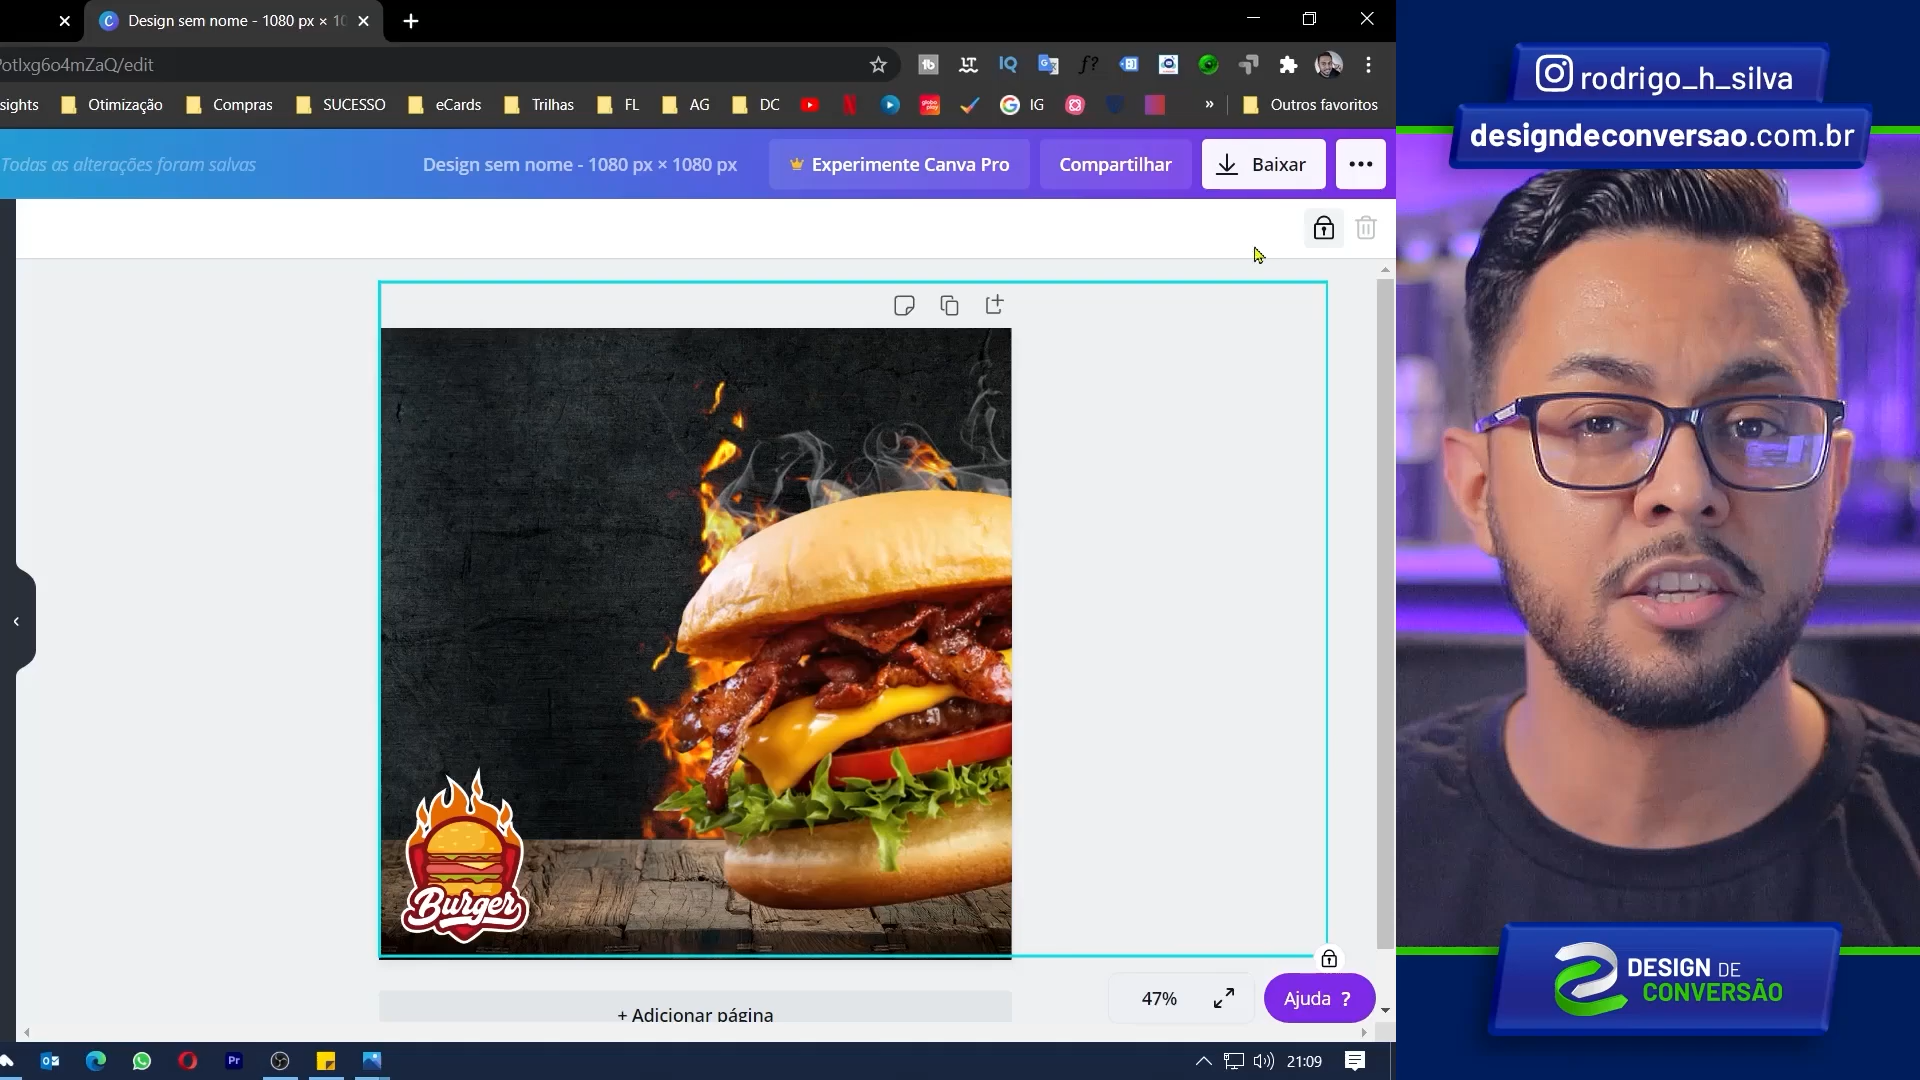 Design sem nome - 1080 px × 10
otIxg6o4mZaQ/edit
sights
Otimização
Compras
SUCESSO
eCards
Trilhas
FL
AG
DC
IG
»
Outros favoritos
Todas as alterações foram salvas
Design sem nome - 1080 px × 1080 px
Experimente Canva Pro
Compartilhar
Baixar
Burger
+ Adicionar página
47%
Ajuda ?
21:09
rodrigo_h_silva
designdeconversao.com.br
DESIGN DE
CONVERSÃO